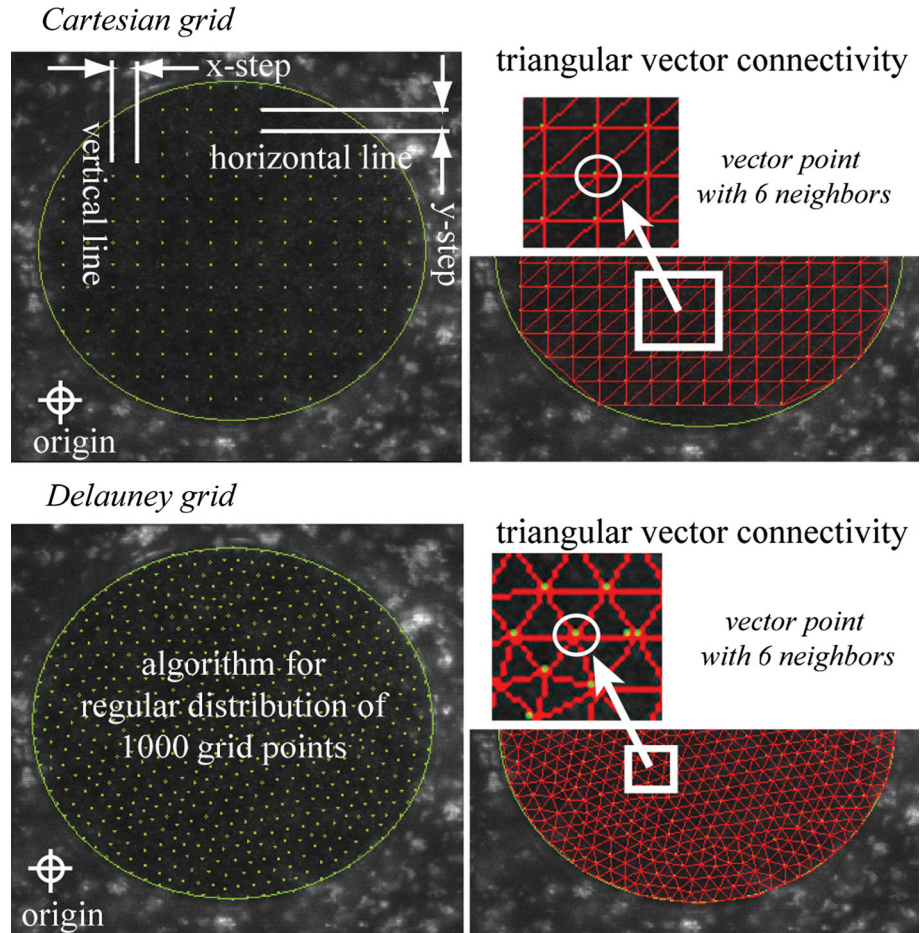 Cartesian grid
x-step
vertical line
horizontal line
y-step
origin
triangular vector connectivity
vector point
with 6 neighbors
Delauney grid
algorithm for
regular distribution of
1000 grid points
origin
triangular vector connectivity
vector point
with 6 neighbors